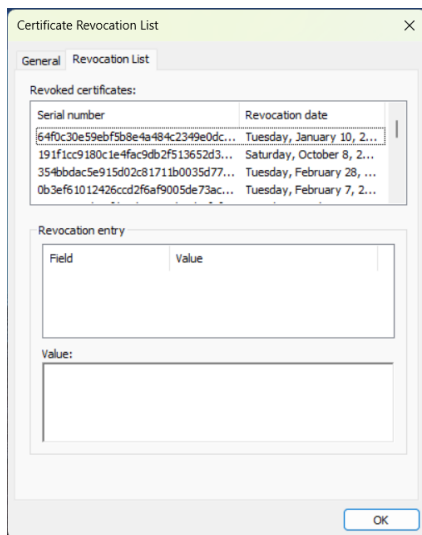 Certificate Revocation List
General Revocation List
Revoked certificates:
Serial number Revocation date
64f0c30e59ebf5b8e4a484c2349e0dc... Tuesday, January 10, 2...
191f1cc9180c1e4fac9db2f513652d3... Saturday, October 8, 2...
354bbdac5e915d02c81711b0035d77... Tuesday, February 28, ...
0b3ef61012426ccd2f6af9005de73ac... Tuesday, February 7, 2...
Revocation entry
Field Value
Value:
OK